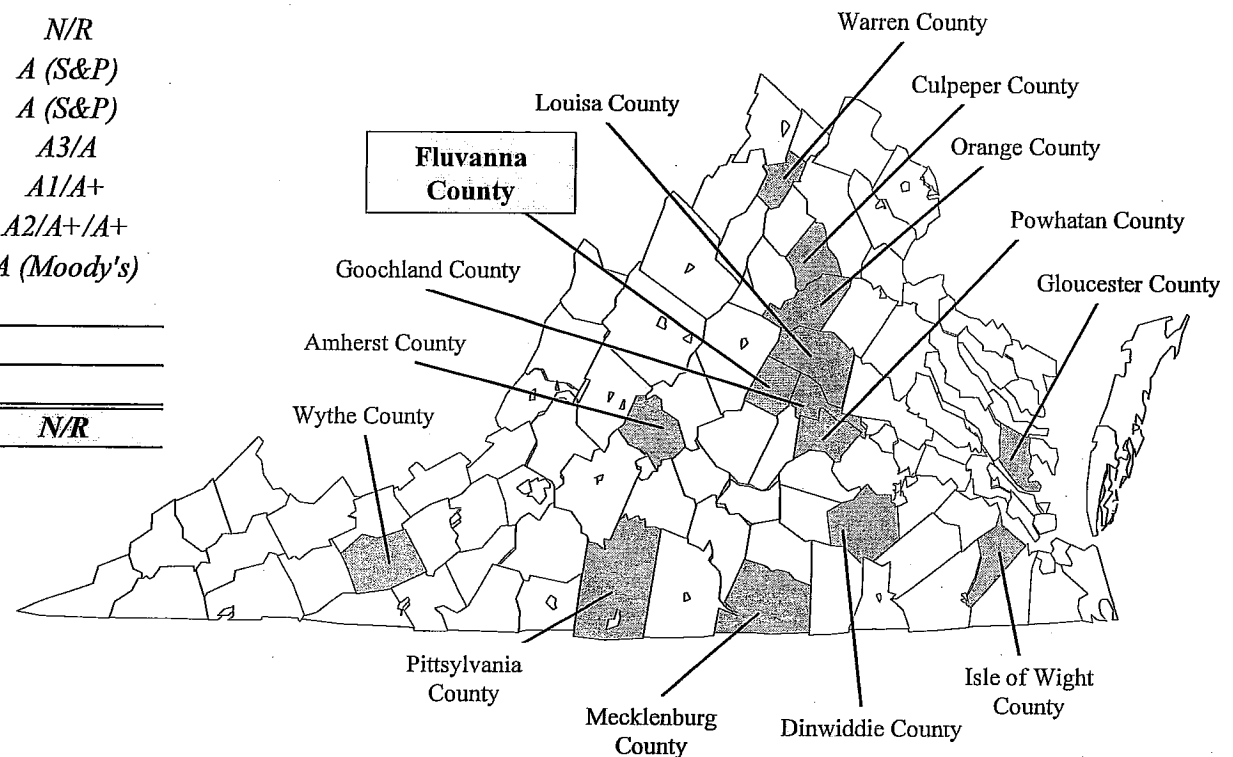 N/R
A (S&P)
A (S&P)
A3/A
A1/A+
A2/A+/A+
(Moody's)
N/R
Warren County
Culpeper County
Louisa County
Orange County
Fluvanna
County
Powhatan County
Goochland County
Gloucester County
Amherst County
Wythe County
Pittsylvania
County
Mecklenburg
County
Dinwiddie County
Isle of Wight
County